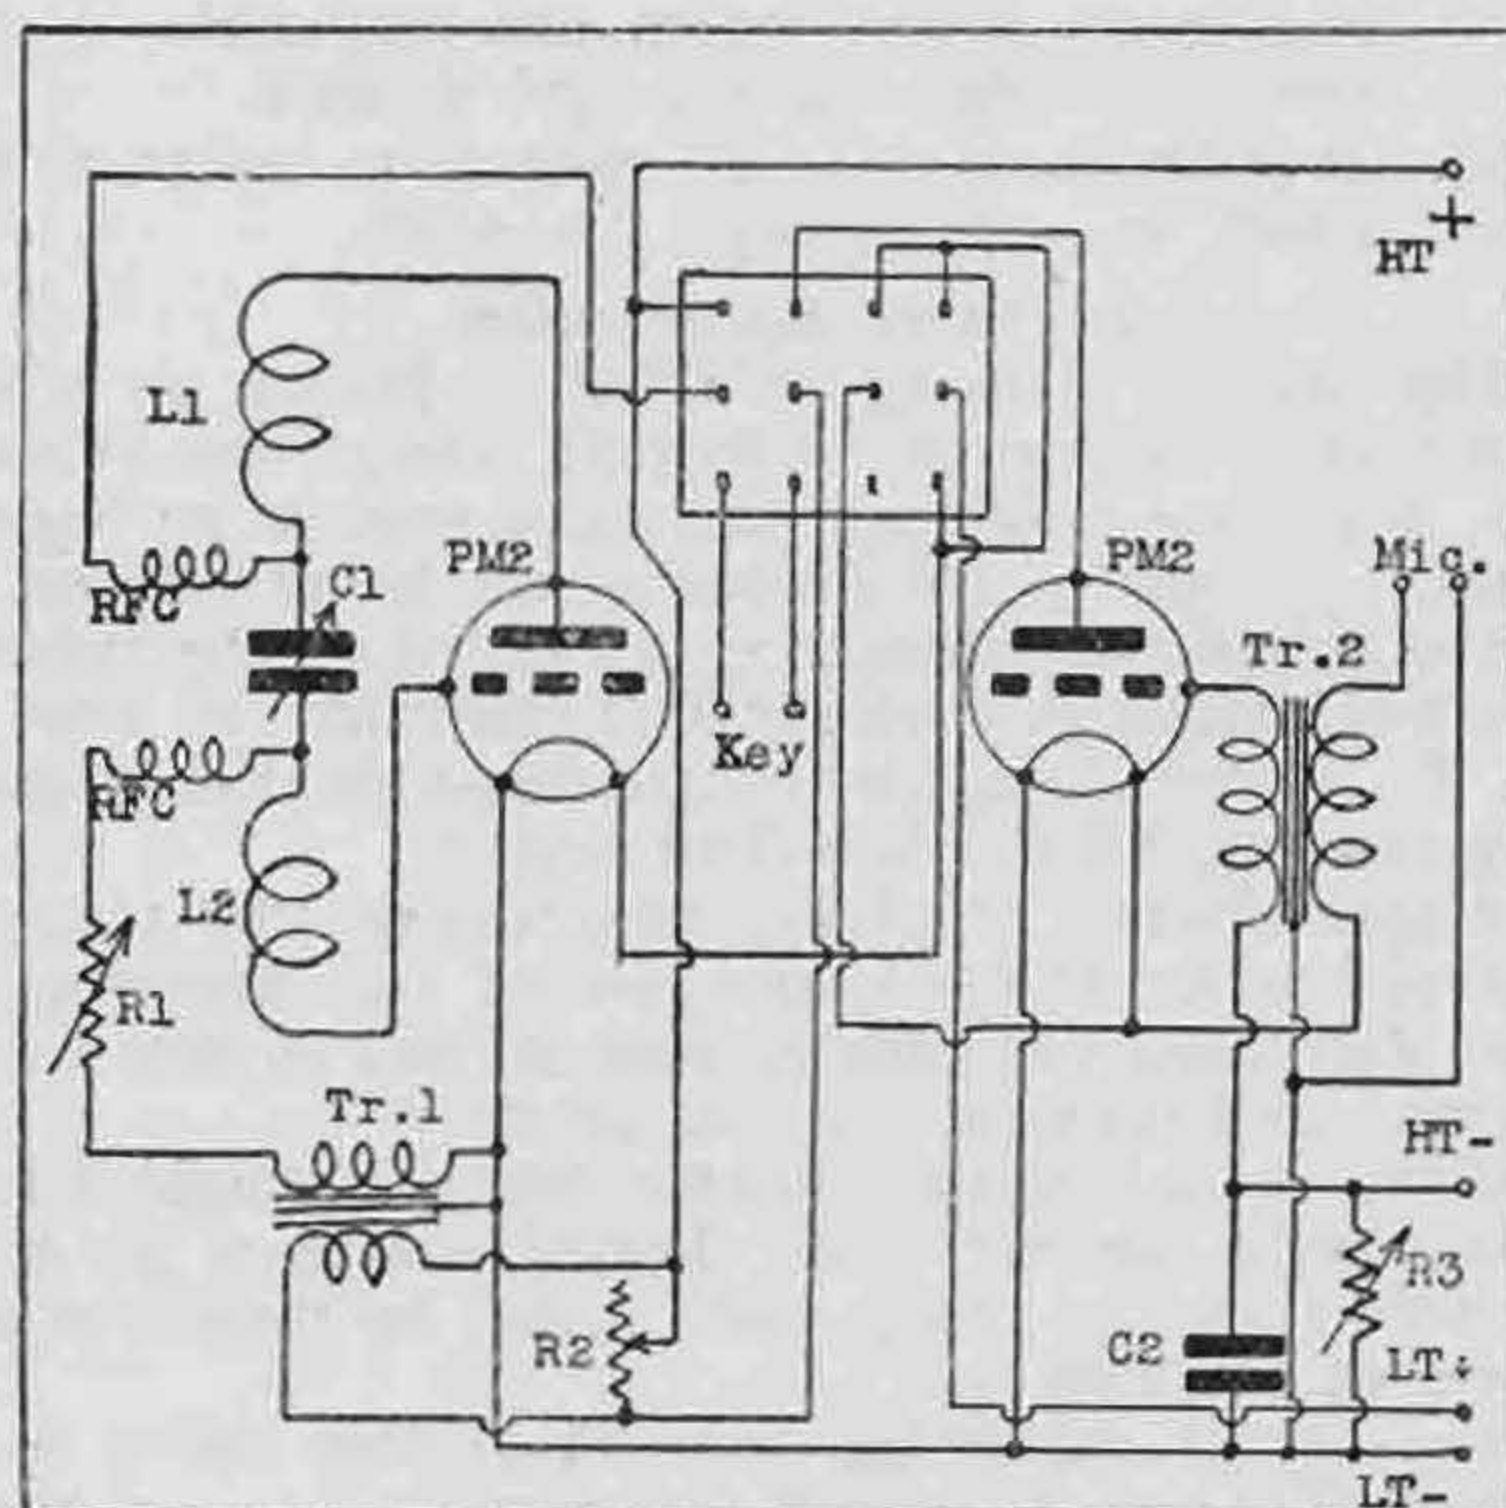 +
HT
L1
PM2
PM2
Mic.
RFC
C1
Tr.2
Key
RFC
L2
R1
Tr.1
HT-
R3
R2
C2
LT+
LT-